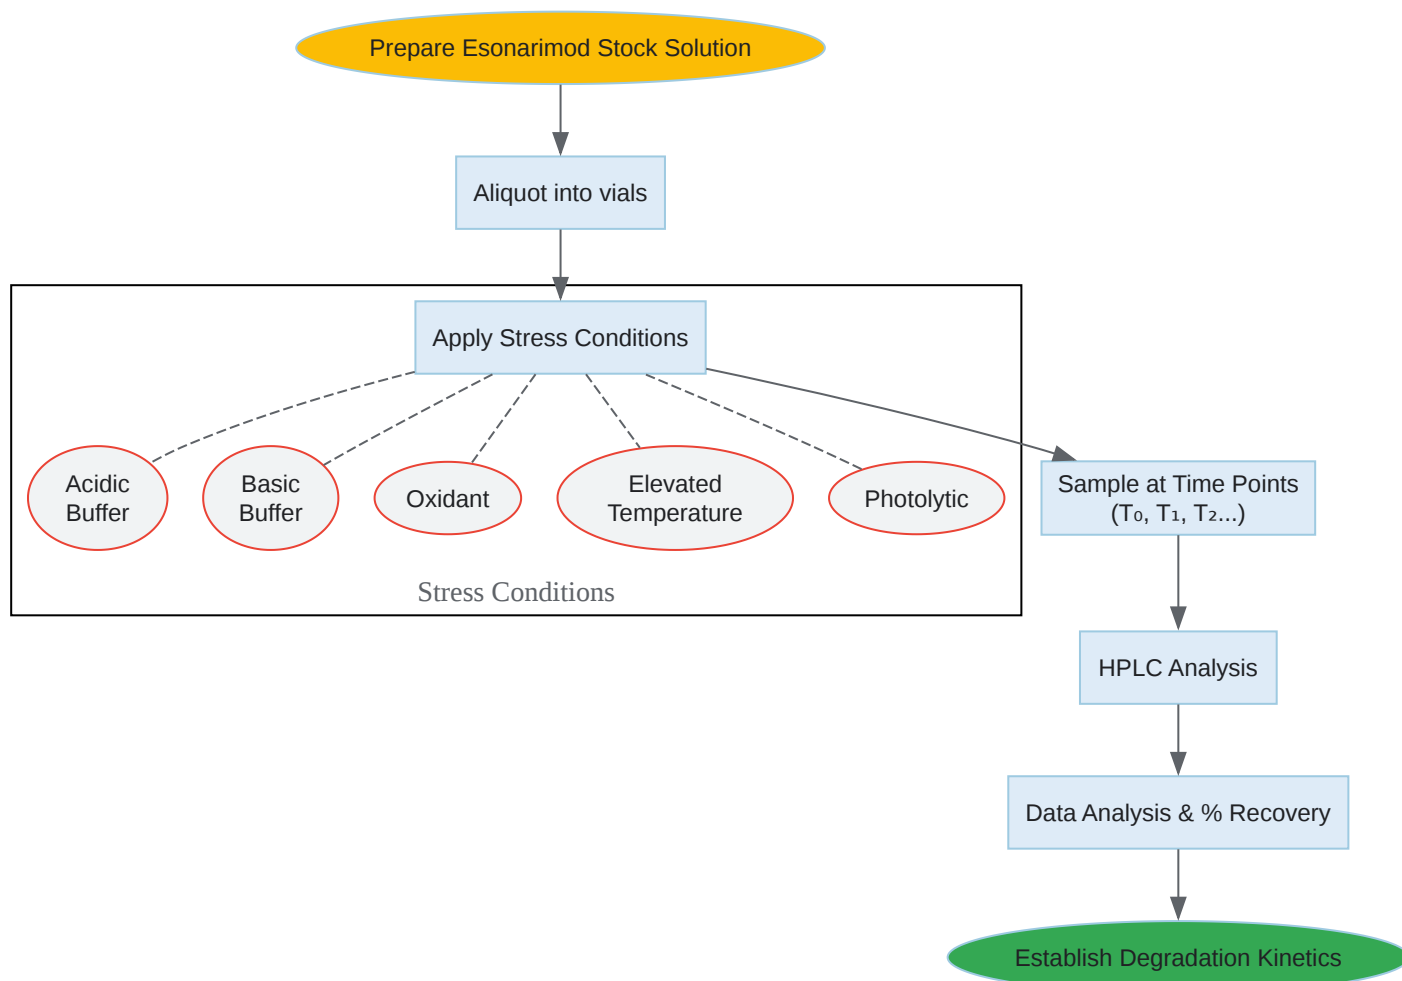 Prepare Esonarimod Stock Solution
Aliquot into vials
Apply Stress Conditions
Acidic
Buffer
Basic
Buffer
Oxidant
Elevated
Temperature
Photolytic
Stress Conditions
Sample at Time Points
(T₀, T₁, T₂...)
HPLC Analysis
Data Analysis & % Recovery
Establish Degradation Kinetics